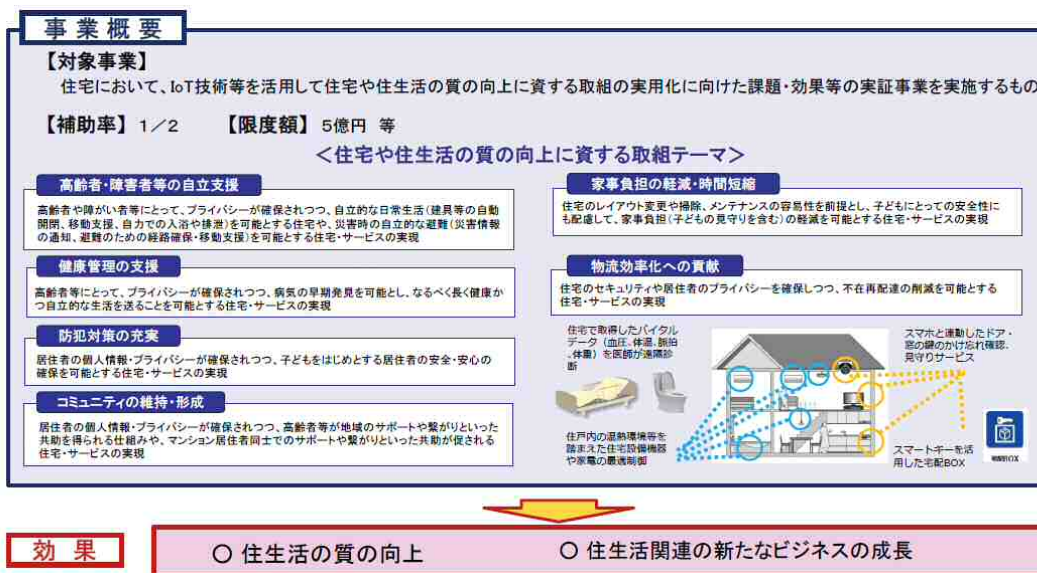 事業概要
【対象事業】
住宅において、IoT技術等を活用して住宅や住生活の質の向上に資する取組の実用化に向けた課題・効果等の実証事業を実施するもの
【補助率】1/2 【限度額】5億円 等
<住宅や住生活の質の向上に資する取組テーマ>
高齢者・障害者等の自立支援
高齢者や障がい者等にとって、プライバシーが確保されつつ、自立的な日常生活(建具等の自動
開閉、移動支援、自力での入浴や排泄)を可能とする住宅や、災害時の自立的な避難(災害情報
の通知、避難のための経路確保・移動支援)を可能とする住宅・サービスの実現
健康管理の支援
高齢者等にとって、プライバシーが確保されつつ、病気の早期発見を可能とし、なるべく長く健康か
つ自立的な生活を送ることを可能とする住宅・サービスの実現
防犯対策の充実
居住者の個人情報・プライバシーが確保されつつ、子どもをはじめとする居住者の安全・安心の
確保を可能とする住宅・サービスの実現
コミュニティの維持・形成
居住者の個人情報・プライバシーが確保されつつ、高齢者等が地域のサポートや繋がりといった
共助を得られる仕組みや、マンション居住者同士でのサポートや繋がりといった共助が促される
住宅・サービスの実現
家事負担の軽減・時間短縮
住宅のレイアウト変更や掃除、メンテナンスの容易性を前提とし、子どもにとっての安全性に
も配慮して、家事負担(子どもの見守りを含む)の軽減を可能とする住宅・サービスの実現
物流効率化への貢献
住宅のセキュリティや居住者のプライバシーを確保しつつ、不在再配達の削減を可能とする
住宅・サービスの実現
住宅で取得したバイタル
データ(血圧、体温、脈拍
、体重)を医師が遠隔診
断
スマホと連動したドア・
窓の鍵のかけ忘れ確認、
見守りサービス
住戸内の温熱環境等を
踏まえた住宅設備機器
や家電の最適制御
スマートキーを活
用した宅配BOX
宅配BOX
効果
○ 住生活の質の向上
○ 住生活関連の新たなビジネスの成長